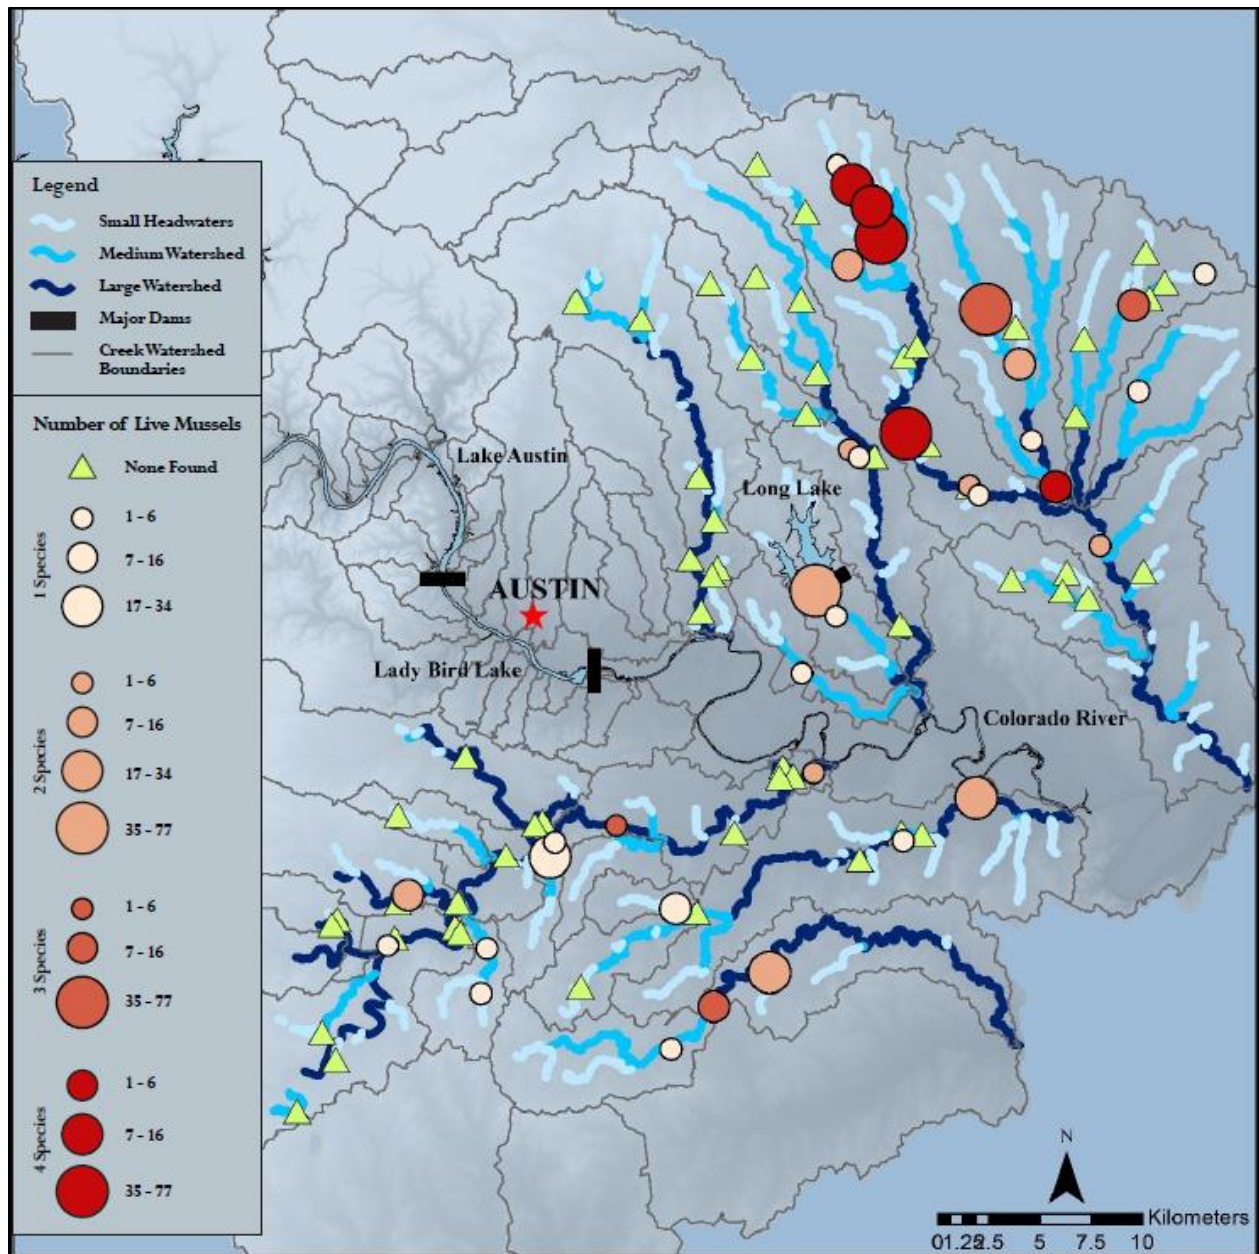 Legend
Small Headwaters
Medium Watershed
Large Watershed
Major Dams
Creek Watershed
Boundaries
Number of Live Mussels
None Found
1 Species
1 - 6
7 - 16
17 - 34
2 Species
1 - 6
7 - 16
17 - 34
35 - 77
3 Species
1 - 6
7 - 16
35 - 77
4 Species
1 - 6
7 - 16
35 - 77
Lake Austin
Long Lake
AUSTIN
Lady Bird Lake
Colorado River
N
Kilometers
5 7.5 10